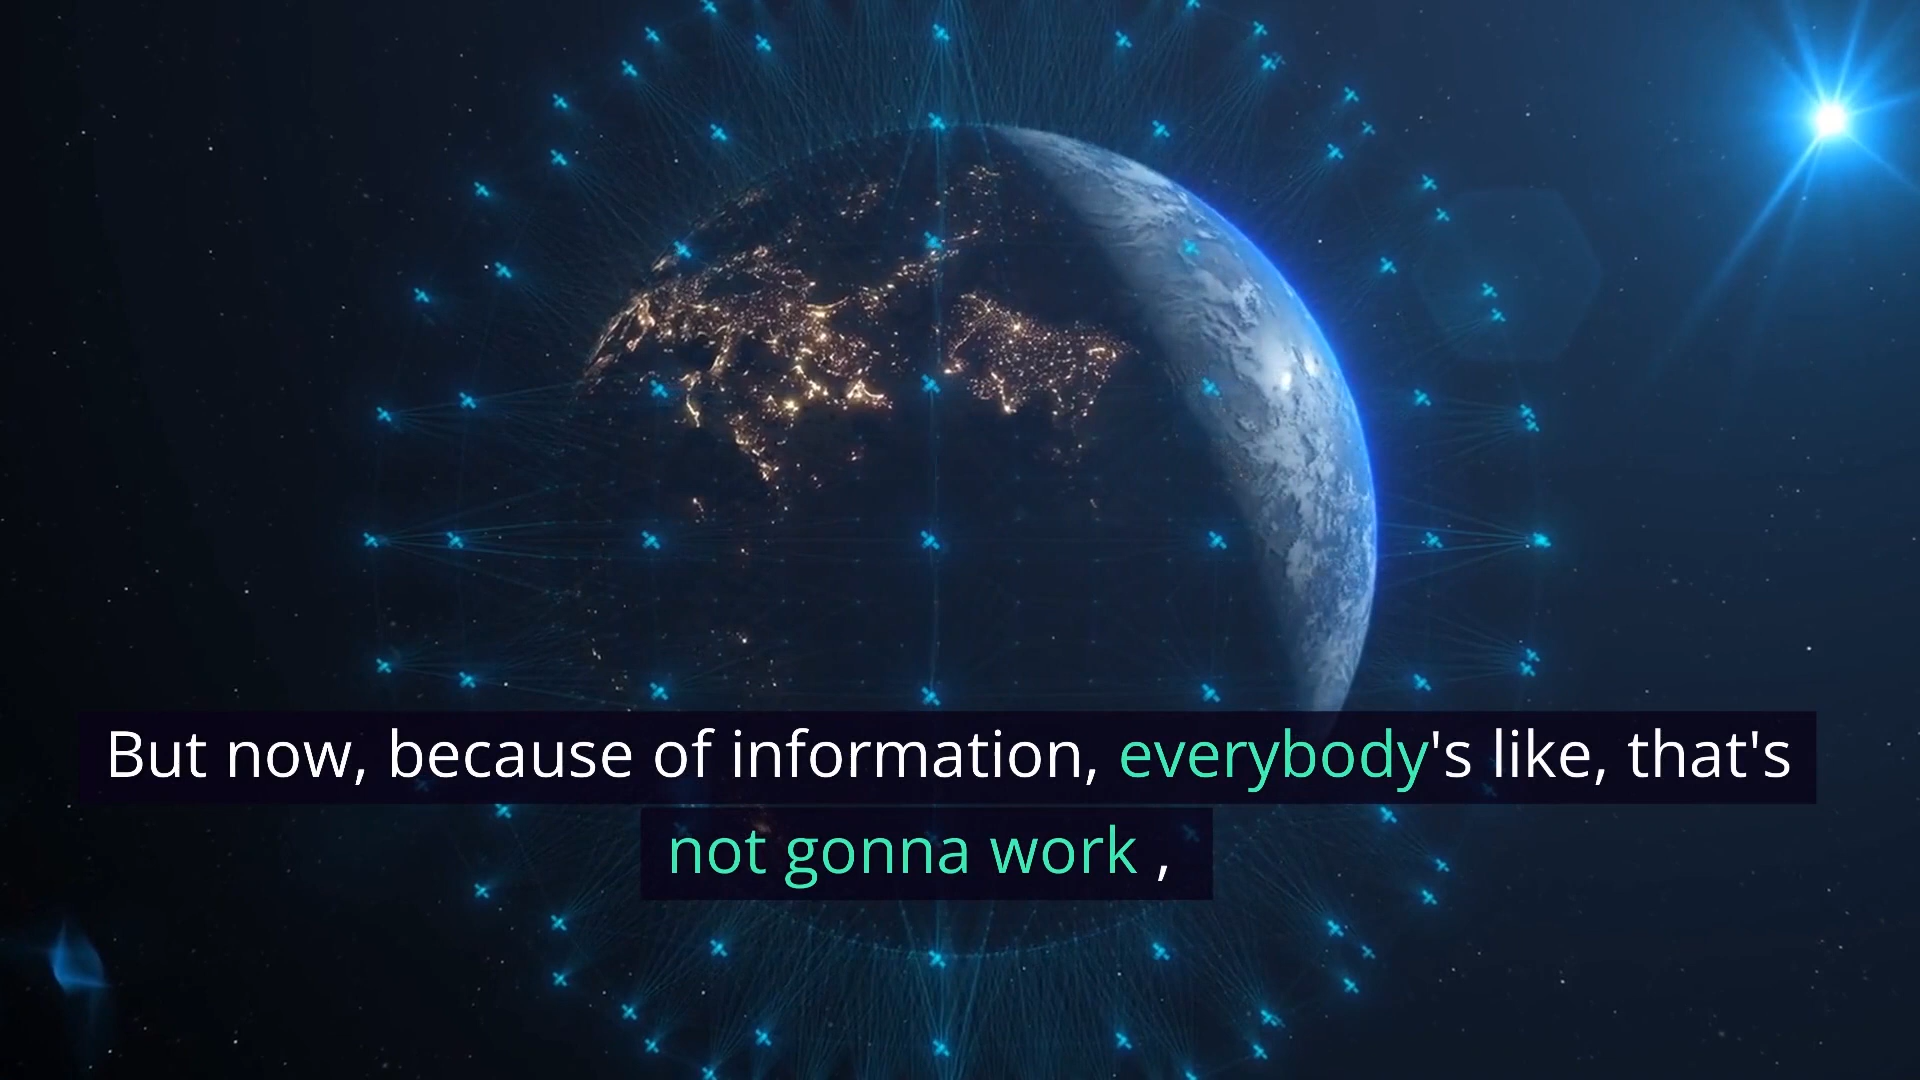 But now, because of information, everybody's like, that's
not gonna work ,